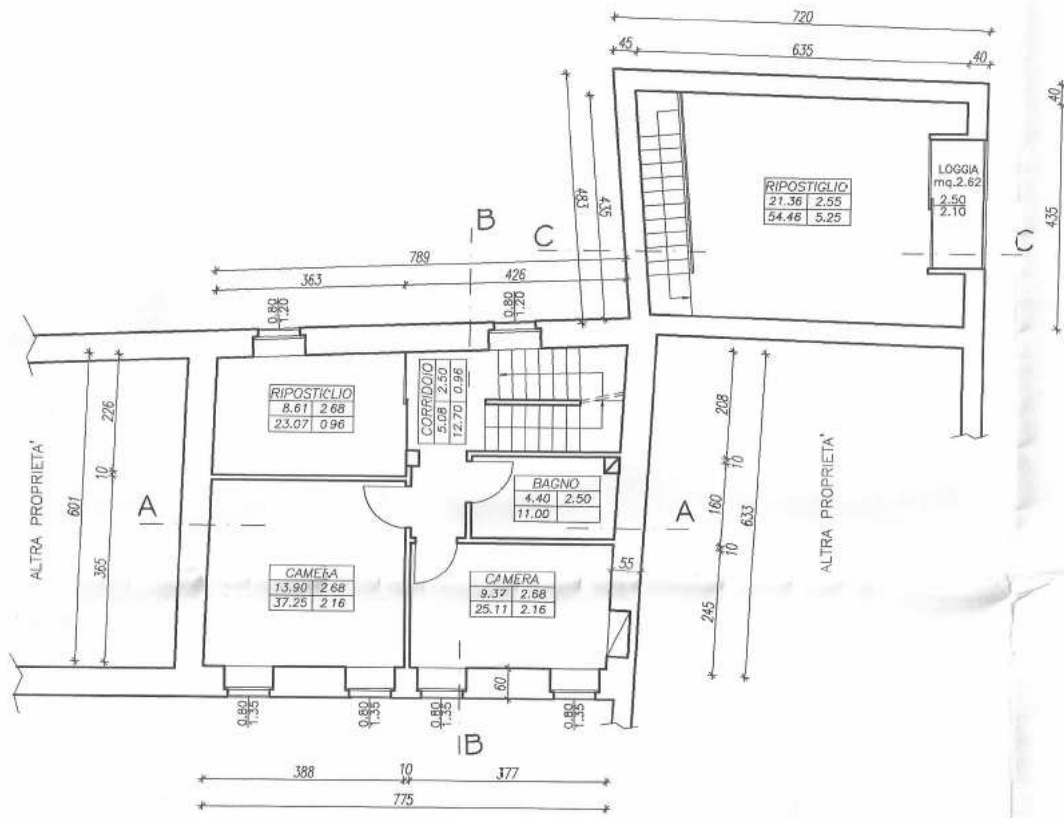 720
45 635 40
40
435
483
435
RIPOSTIGLIO
21.36 2.55
54.46 5.25
LOGGIA
mq.2.62
2.50
2.10
B
C
C
789
363 426
0.80
1.20
0.80
1.20
RIPOSTIGLIO
8.61 2.68
23.07 0.96
CORRIDOIO
5.08 2.50
12.70 0.96
226
10
601
365
ALTRA PROPRIETA'
208
10
160
633
10
245
ALTRA PROPRIETA'
BAGNO
4.40 2.50
11.00
A
A
55
CAMERA
13.90 2.68
37.25 2.16
CAMERA
9.37 2.68
25.11 2.16
60
0.80
1.35
0.80
1.35
0.80
1.35
0.80
1.35
B
388 10 377
775